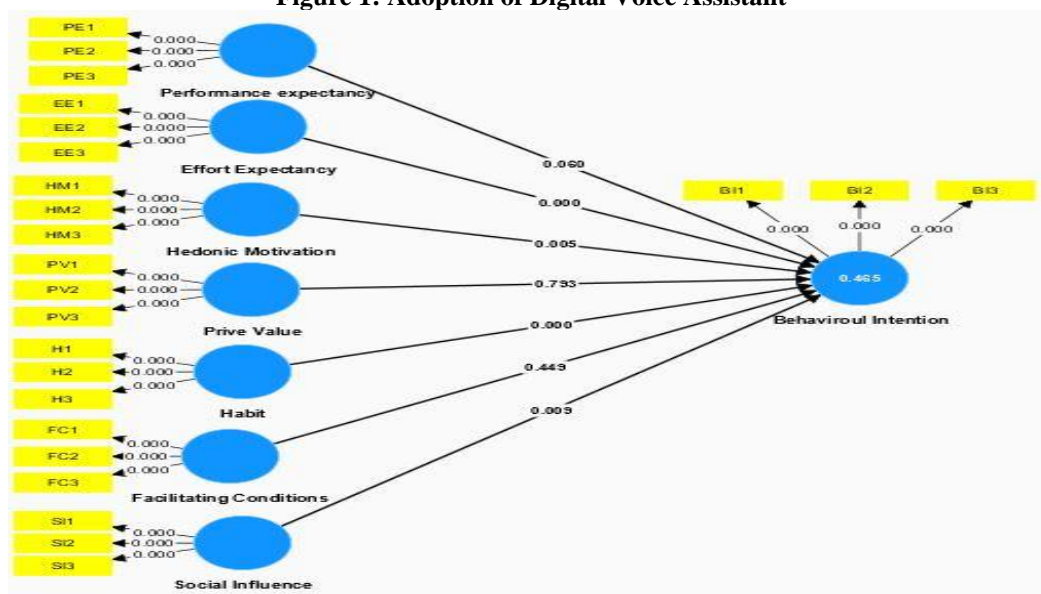 Figure 1: Adoption of Digital Voice Assistant
PE1
PE2
PE3
0.000
0.000
0.000
Performance expectancy
EE1
EE2
EE3
0.000
0.000
0.000
Effort Expectancy
HM1
HM2
HM3
0.000
0.000
0.000
Hedonic Motivation
PV1
PV2
PV3
0.000
0.000
0.000
Prive Value
H1
H2
H3
0.000
0.000
0.000
Habit
FC1
FC2
FC3
0.000
0.000
0.000
Facilitating Conditions
SI1
SI2
SI3
0.000
0.000
0.000
Social Influence
0.060
0.000
0.005
0.793
0.000
0.449
0.009
BI1
BI2
BI3
0.000
0.000
0.000
0.465
Behaviroul Intention